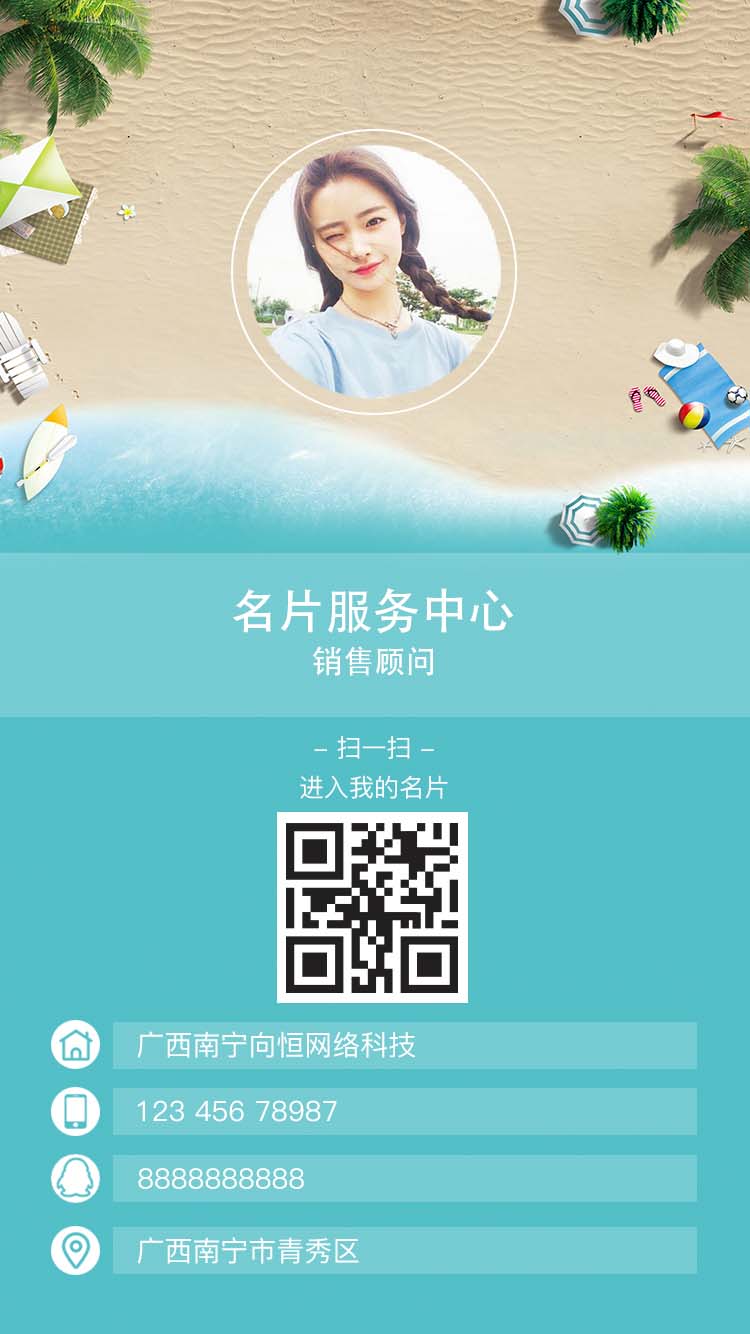 名片服务中心
销售顾问
– 扫一扫 –
进入我的名片
广西南宁向恒网络科技
123 456 78987
8888888888
广西南宁市青秀区